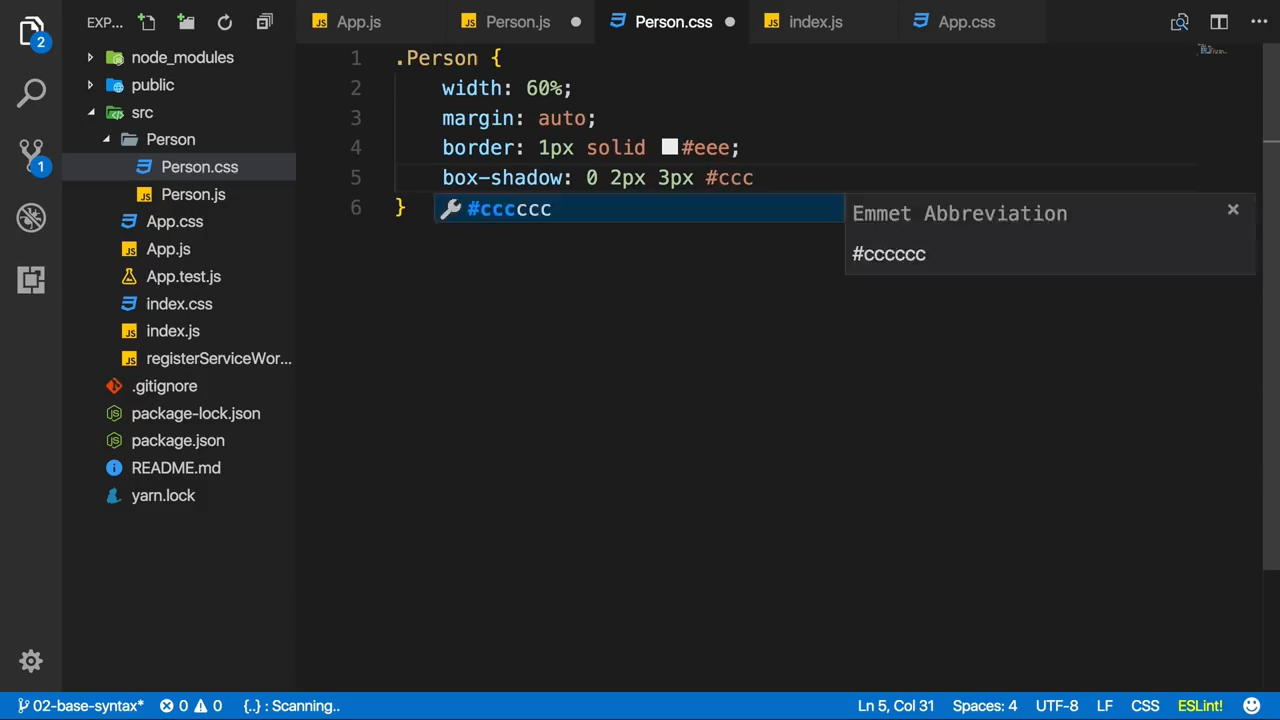 EXP...
App.js
Person.js
Person.css
index.js
App.css
2
node_modules
public
src
Person
Person.css
Person.js
App.css
App.js
App.test.js
index.css
index.js
registerServiceWor...
.gitignore
package-lock.json
package.json
README.md
yarn.lock
1
1 .Person {
2 width: 60%;
3 margin: auto;
4 border: 1px solid #eee;
5 box-shadow: 0 2px 3px #ccc
6 }
#cccccc
Emmet Abbreviation
#cccccc
02-base-syntax* 0 0 {..} : Scanning.. Ln 5, Col 31 Spaces: 4 UTF-8 LF CSS ESLint!